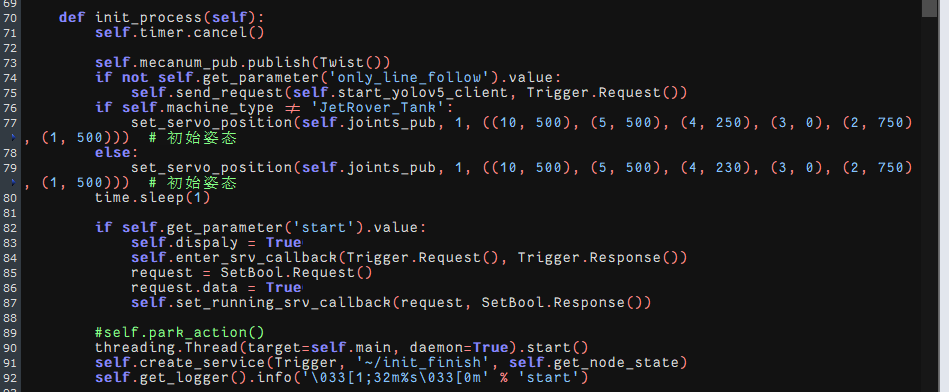 69
70     def init_process(self):
71         self.timer.cancel()
72
73         self.mecanum_pub.publish(Twist())
74         if not self.get_parameter('only_line_follow').value:
75             self.send_request(self.start_yolov5_client, Trigger.Request())
76         if self.machine_type ≠ 'JetRover_Tank':
77             set_servo_position(self.joints_pub, 1, ((10, 500), (5, 500), (4, 250), (3, 0), (2, 750)
, (1, 500)))  # 初始姿态
78         else:
79             set_servo_position(self.joints_pub, 1, ((10, 500), (5, 500), (4, 230), (3, 0), (2, 750)
, (1, 500)))  # 初始姿态
80         time.sleep(1)
81
82         if self.get_parameter('start').value:
83             self.dispaly = True
84             self.enter_srv_callback(Trigger.Request(), Trigger.Response())
85             request = SetBool.Request()
86             request.data = True
87             self.set_running_srv_callback(request, SetBool.Response())
88
89         #self.park_action()
90         threading.Thread(target=self.main, daemon=True).start()
91         self.create_service(Trigger, '~/init_finish', self.get_node_state)
92         self.get_logger().info('\033[1;32m%s\033[0m' % 'start')